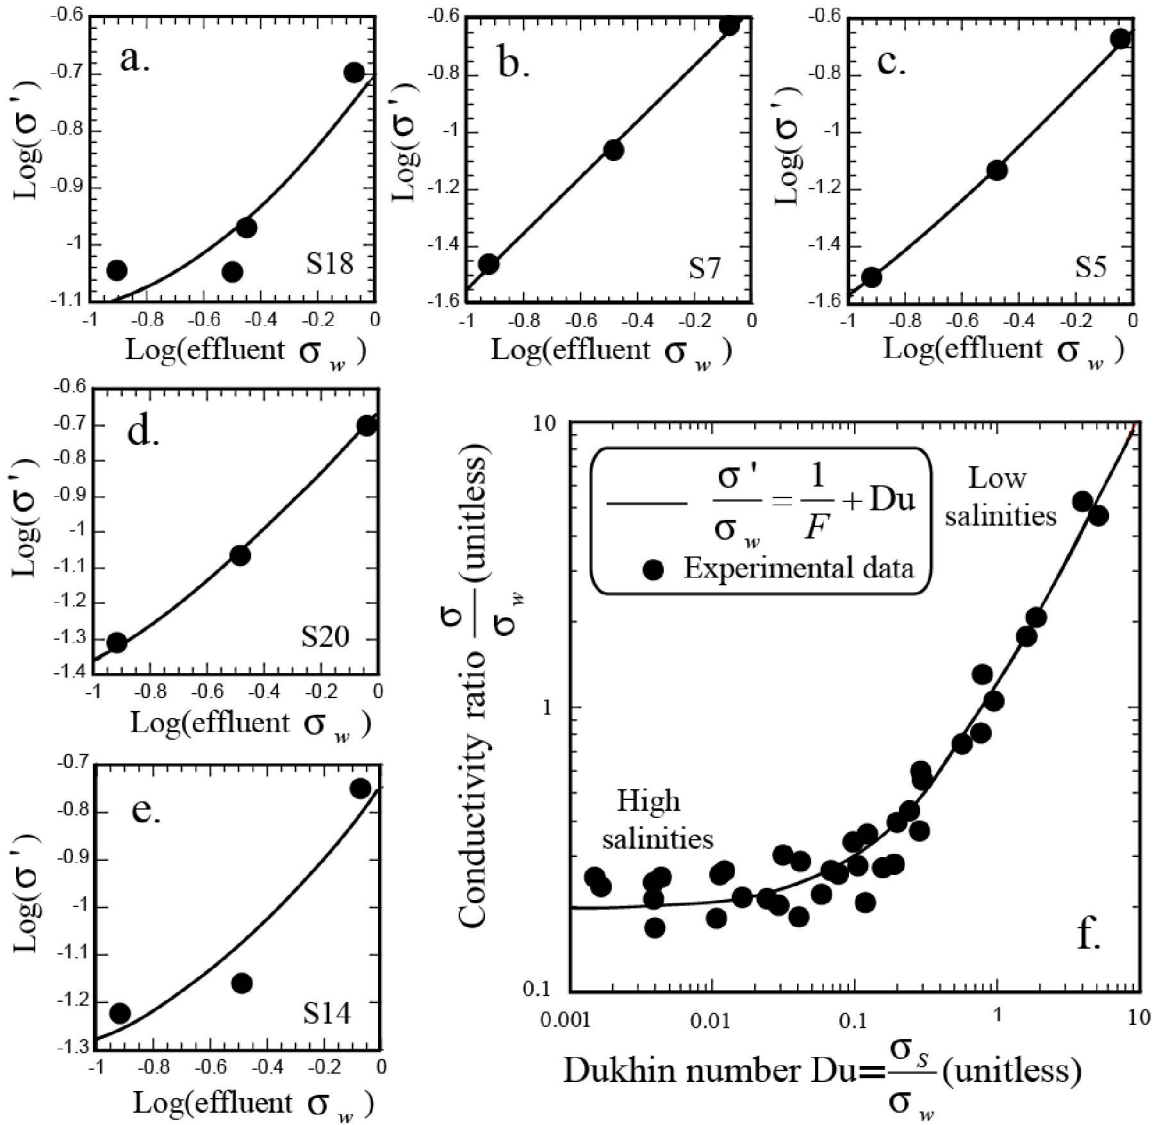 a.
-0.6
-0.7
-0.8
-0.9
-1
-1.1
Log(σ')
S18
-1 -0.8 -0.6 -0.4 -0.2 0
Log(effluent σw)
b.
-0.6
-0.8
-1
-1.2
-1.4
-1.6
Log(σ')
S7
-1 -0.8 -0.6 -0.4 -0.2 0
Log(effluent σw)
c.
-0.6
-0.8
-1
-1.2
-1.4
-1.6
Log(σ')
S5
-1 -0.8 -0.6 -0.4 -0.2 0
Log(effluent σw)
d.
-0.6
-0.7
-0.8
-0.9
-1
-1.1
-1.2
-1.3
-1.4
Log(σ')
S20
-1 -0.8 -0.6 -0.4 -0.2 0
Log(effluent σw)
e.
-0.7
-0.8
-0.9
-1
-1.1
-1.2
-1.3
Log(σ')
S14
-1 -0.8 -0.6 -0.4 -0.2 0
Log(effluent σw)
10
1
0.1
Conductivity ratio σ/σw (unitless)
σ'/σw = 1/F + Du
Experimental data
Low
salinities
High
salinities
f.
0.001 0.01 0.1 1 10
Dukhin number Du=σS/σw (unitless)